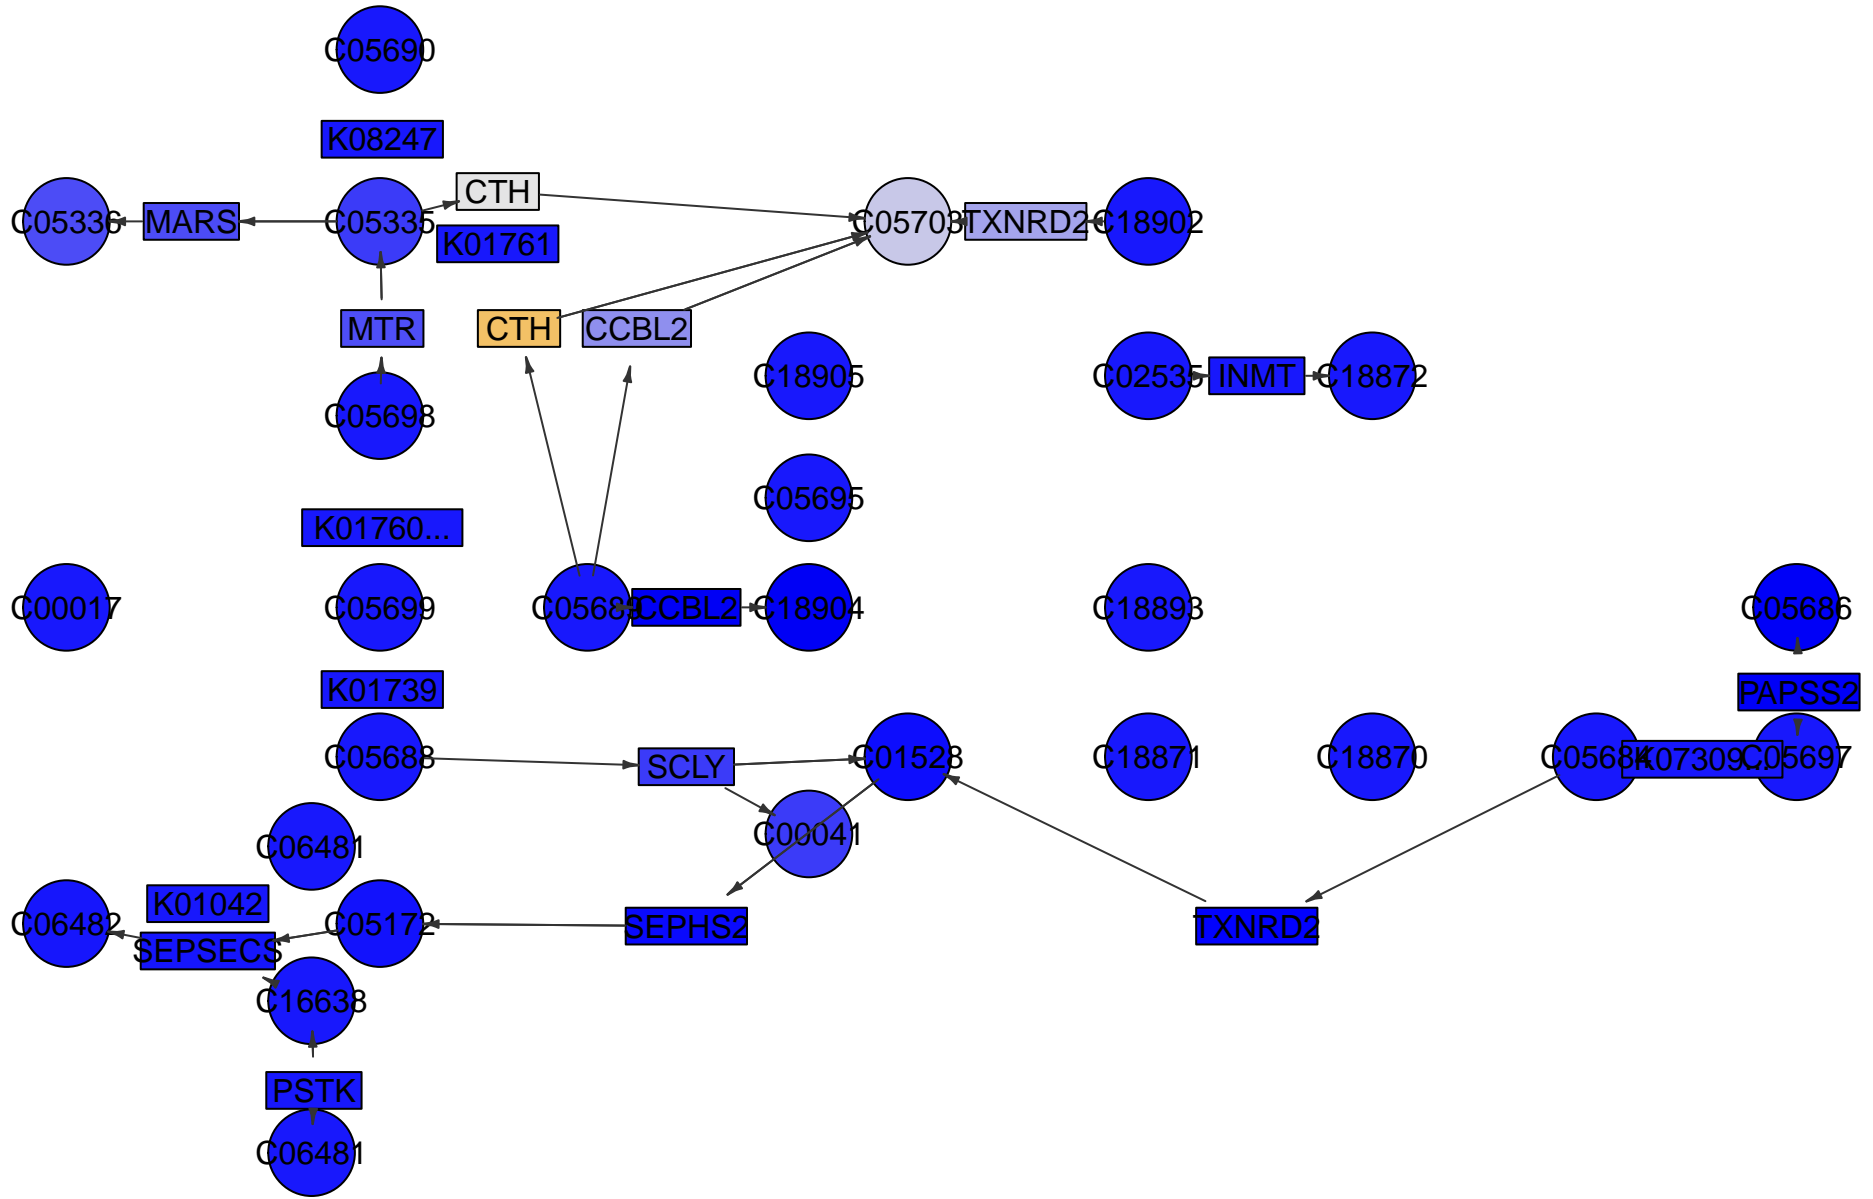 C05690
K08247
CTH
C05336
MARS
C05335
C05703
TXNRD2
C18902
K01761
MTR
CTH
CCBL2
C18905
C02535
INMT
C18872
C05698
C05695
K01760...
C00017
C05699
C05689
CCBL2
C18904
C18893
C05686
K01739
PAPSS2
C05688
SCLY
C01528
C18871
C18870
C05684
K07309...
C05697
C00041
C06481
K01042
C06482
C05172
SEPHS2
TXNRD2
SEPSECS
C16638
PSTK
C06481